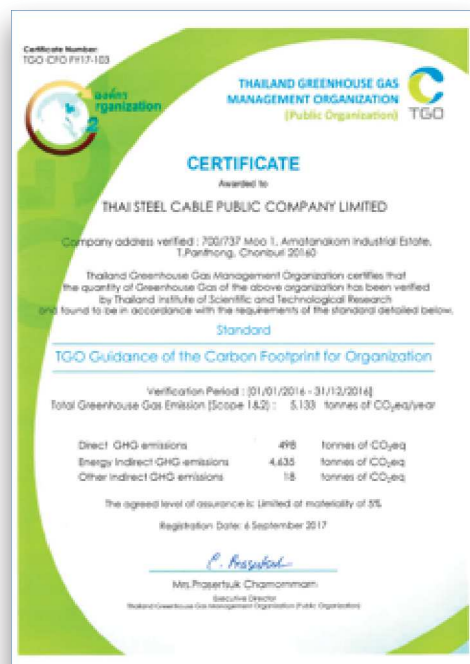 Certificate Number:
TGO CFO FY17-103
องค์กร
rganization
2
THAILAND GREENHOUSE GAS
MANAGEMENT ORGANIZATION
(Public Organization)
TGO
CERTIFICATE
Awarded to
THAI STEEL CABLE PUBLIC COMPANY LIMITED
Company address verified : 700/737 Moo 1, Amatanakorn Industrial Estate,
T.Panthong, Chonburi 20160
Thailand Greenhouse Gas Management Organization certifies that
the quantity of Greenhouse Gas of the above organization has been verified
by Thailand Institute of Scientific and Technological Research
and found to be in accordance with the requirements of the standard detailed below.
Standard
TGO Guidance of the Carbon Footprint for Organization
Verification Period : [01/01/2016 - 31/12/2016]
Total Greenhouse Gas Emission (Scope 1&2) : 5,133 tonnes of CO₂eq/year
Direct GHG emissions 498 tonnes of CO₂eq
Energy Indirect GHG emissions 4,635 tonnes of CO₂eq
Other Indirect GHG emissions 18 tonnes of CO₂eq
The agreed level of assurance is: Limited at materiality of 5%
Registration Date: 6 September 2017
Mrs.Prasertsuk Chamornmarn
Executive Director
Thailand Greenhouse Gas Management Organization (Public Organization)